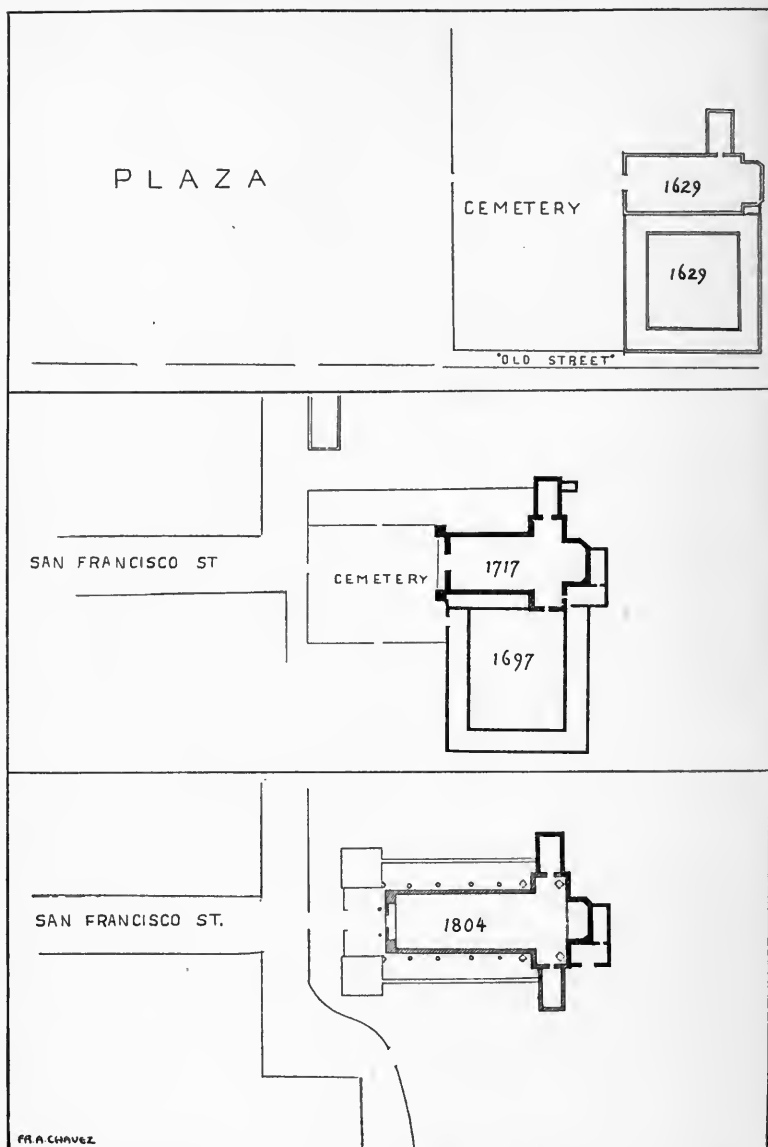 PLAZA
CEMETERY
1629
1629
"OLD STREET"
SAN FRANCISCO ST
CEMETERY
1717
1697
SAN FRANCISCO ST.
1804
FR. A. CHAVEZ